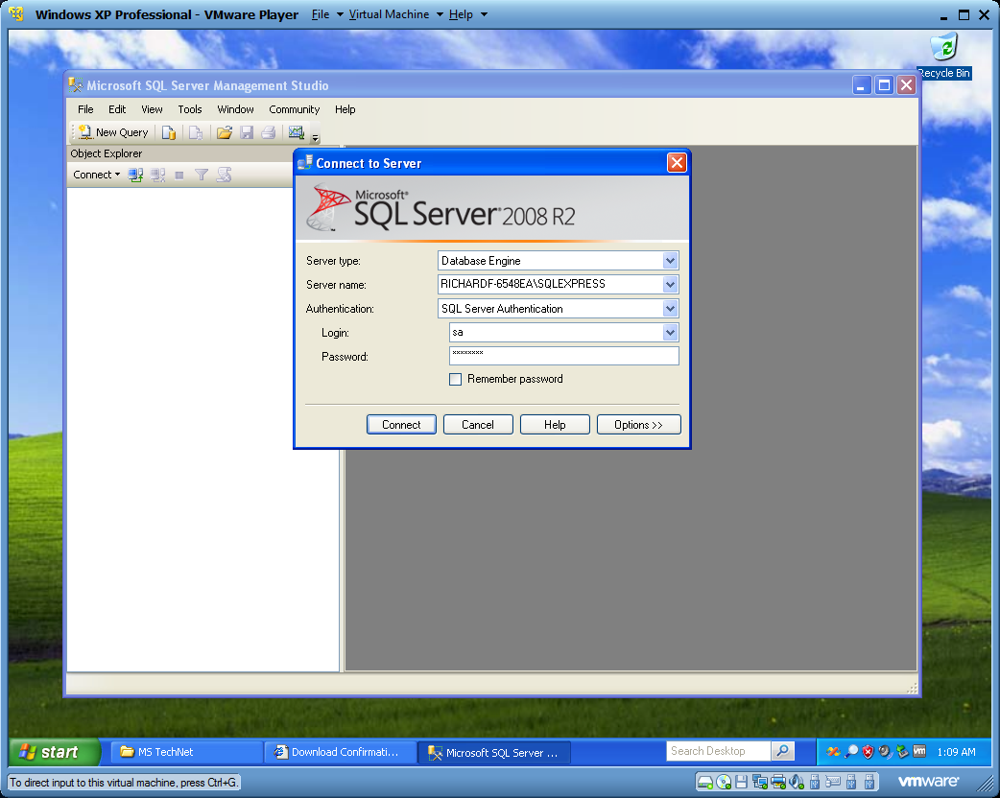 Windows XP Professional - VMware Player File Virtual Machine Help
Recycle Bin
Microsoft SQL Server Management Studio
File Edit View Tools Window Community Help
New Query
Object Explorer
Connect
Connect to Server
Microsoft®
SQL Server® 2008 R2
Server type: Database Engine
Server name: RICHARDF-6548EA\SQLEXPRESS
Authentication: SQL Server Authentication
Login: sa
Password: ********
Remember password
Connect Cancel Help Options >>
start MS TechNet Download Confirmati... Microsoft SQL Server ... Search Desktop 1:09 AM
To direct input to this virtual machine, press Ctrl+G. vmware